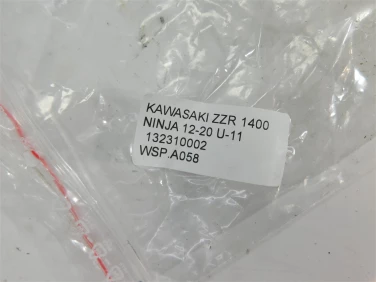 KAWASAKI ZZR 1400
NINJA 12-20 U-11
132310002
WSP.A058